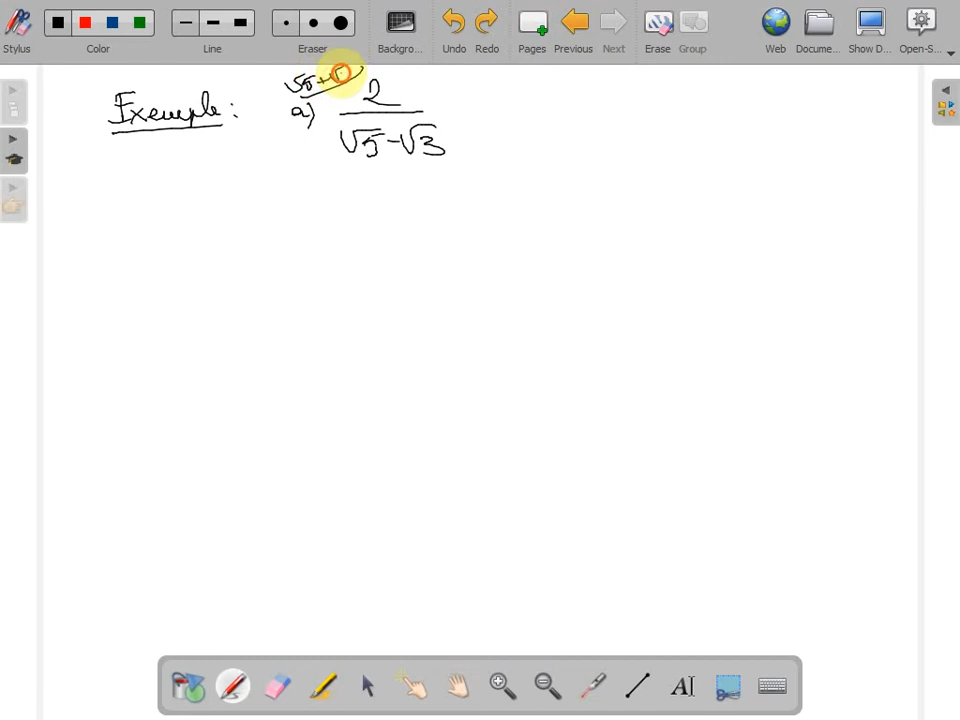 Stylus
Color
Line
Eraser
Backgro...
Undo
Redo
Pages
Previous
Next
Erase
Group
Web
Docume...
Show D...
Open-S...
√5+√
Exemple: a) 2
√5-√3
A